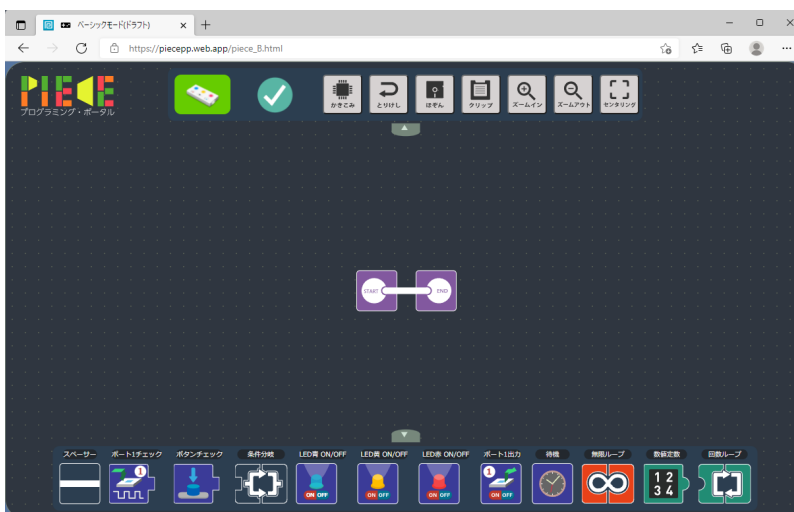 ベーシックモード(ドラフト)
https://piecepp.web.app/piece_B.html
PIECE
プログラミング・ポータル
かきこみ
とりけし
ほぞん
クリップ
ズームイン
ズームアウト
センタリング
START
END
スペーサー
ポート1チェック
ボタンチェック
条件分岐
LED青 ON/OFF
LED黄 ON/OFF
LED赤 ON/OFF
ポート1出力
待機
無限ループ
数値定数
回数ループ
1
ON OFF
ON OFF
ON OFF
1
ON OFF
1 2
3 4